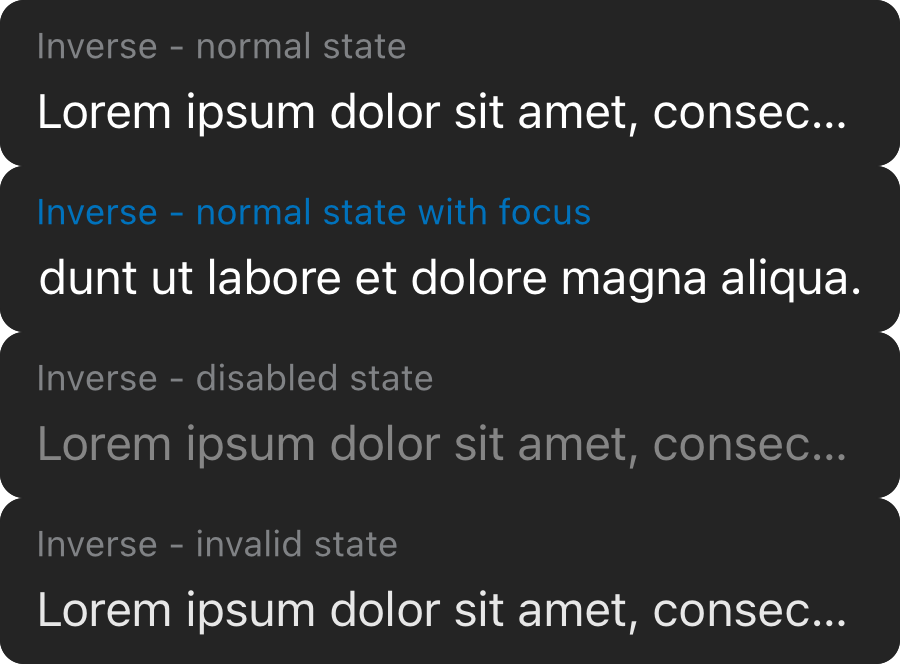 Inverse - normal state
Lorem ipsum dolor sit amet, consec...
Inverse - normal state with focus
dunt ut labore et dolore magna aliqua.
Inverse - disabled state
Lorem ipsum dolor sit amet, consec...
Inverse - invalid state
Lorem ipsum dolor sit amet, consec...